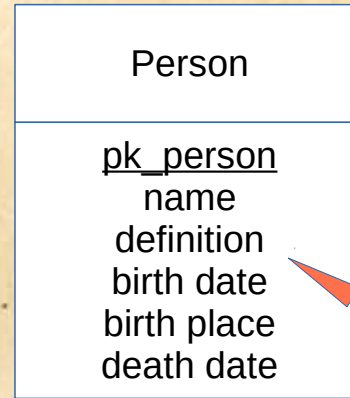 Person
pk_person
name
definition
birth date
birth place
death date